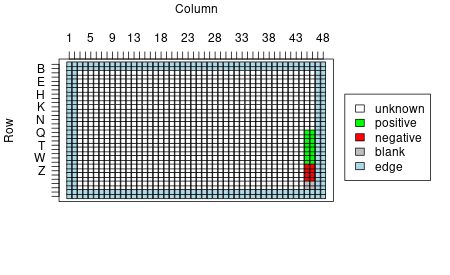 Column
1 5 9 13 18 23 28 33 38 43 48
Row
B
E
H
K
N
Q
T
W
Z
unknown
positive
negative
blank
edge